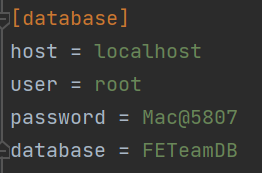 [database]
host = localhost
user = root
password = Mac@5807
database = FETeamDB